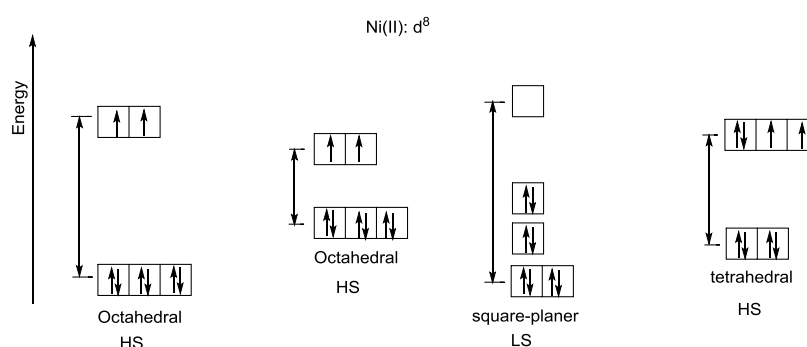 Ni(II): d⁸
Energy
Octahedral
HS
Octahedral
HS
square-planer
LS
tetrahedral
HS